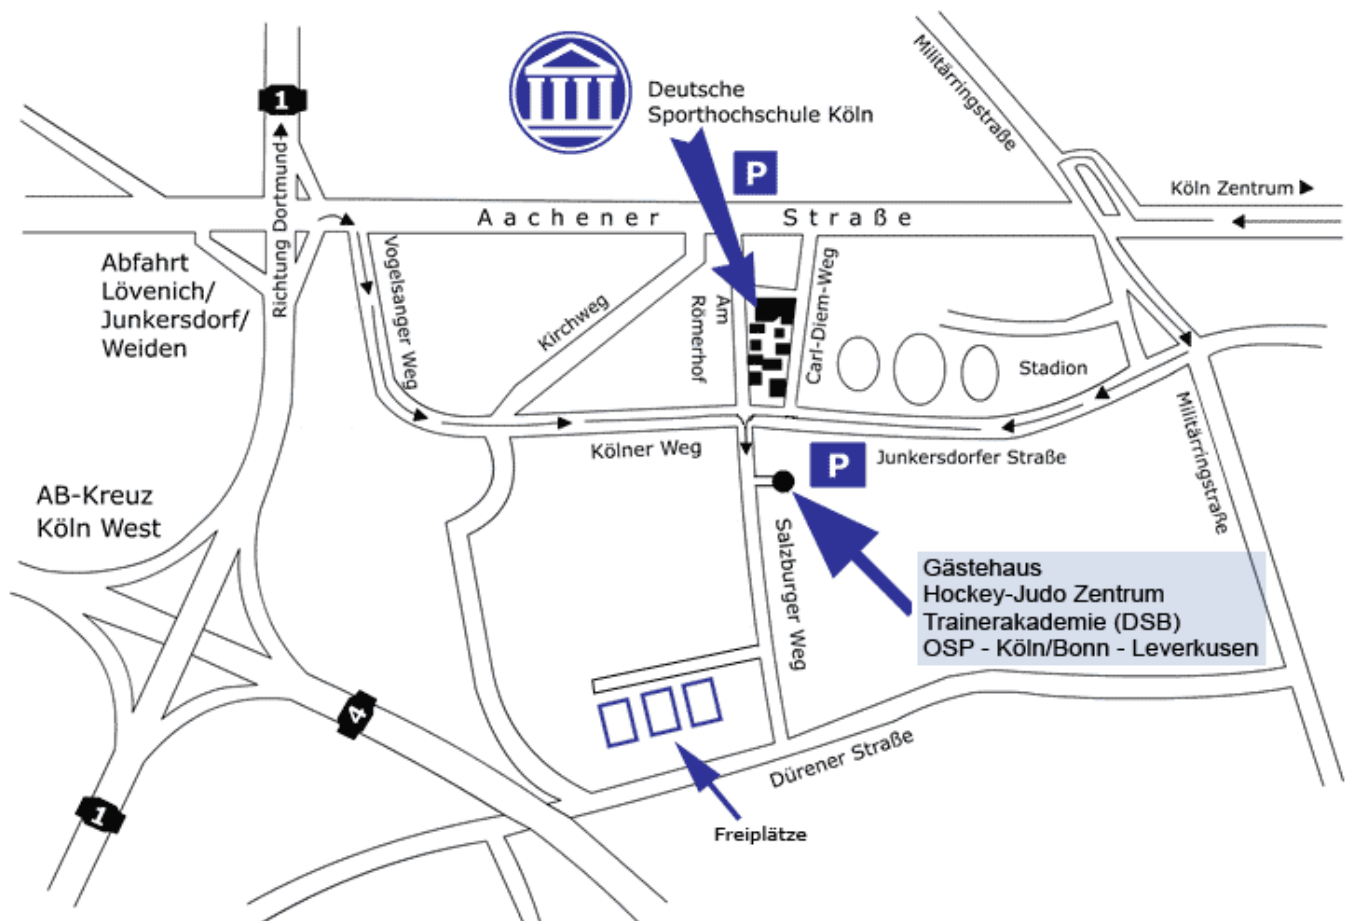 1
Deutsche
Sporthochschule Köln
P
Militärringstraße
Köln Zentrum
Richtung Dortmund
Aachener Straße
Abfahrt
Lövenich/
Junkersdorf/
Weiden
Vogelsanger Weg
Kirchweg
Am
Römerhof
Carl-Diem-Weg
Stadion
Kölner Weg
P
Junkersdorfer Straße
Militärringstraße
AB-Kreuz
Köln West
Salzburger Weg
Gästehaus
Hockey-Judo Zentrum
Trainerakademie (DSB)
OSP - Köln/Bonn - Leverkusen
4
Dürener Straße
1
Freiplätze